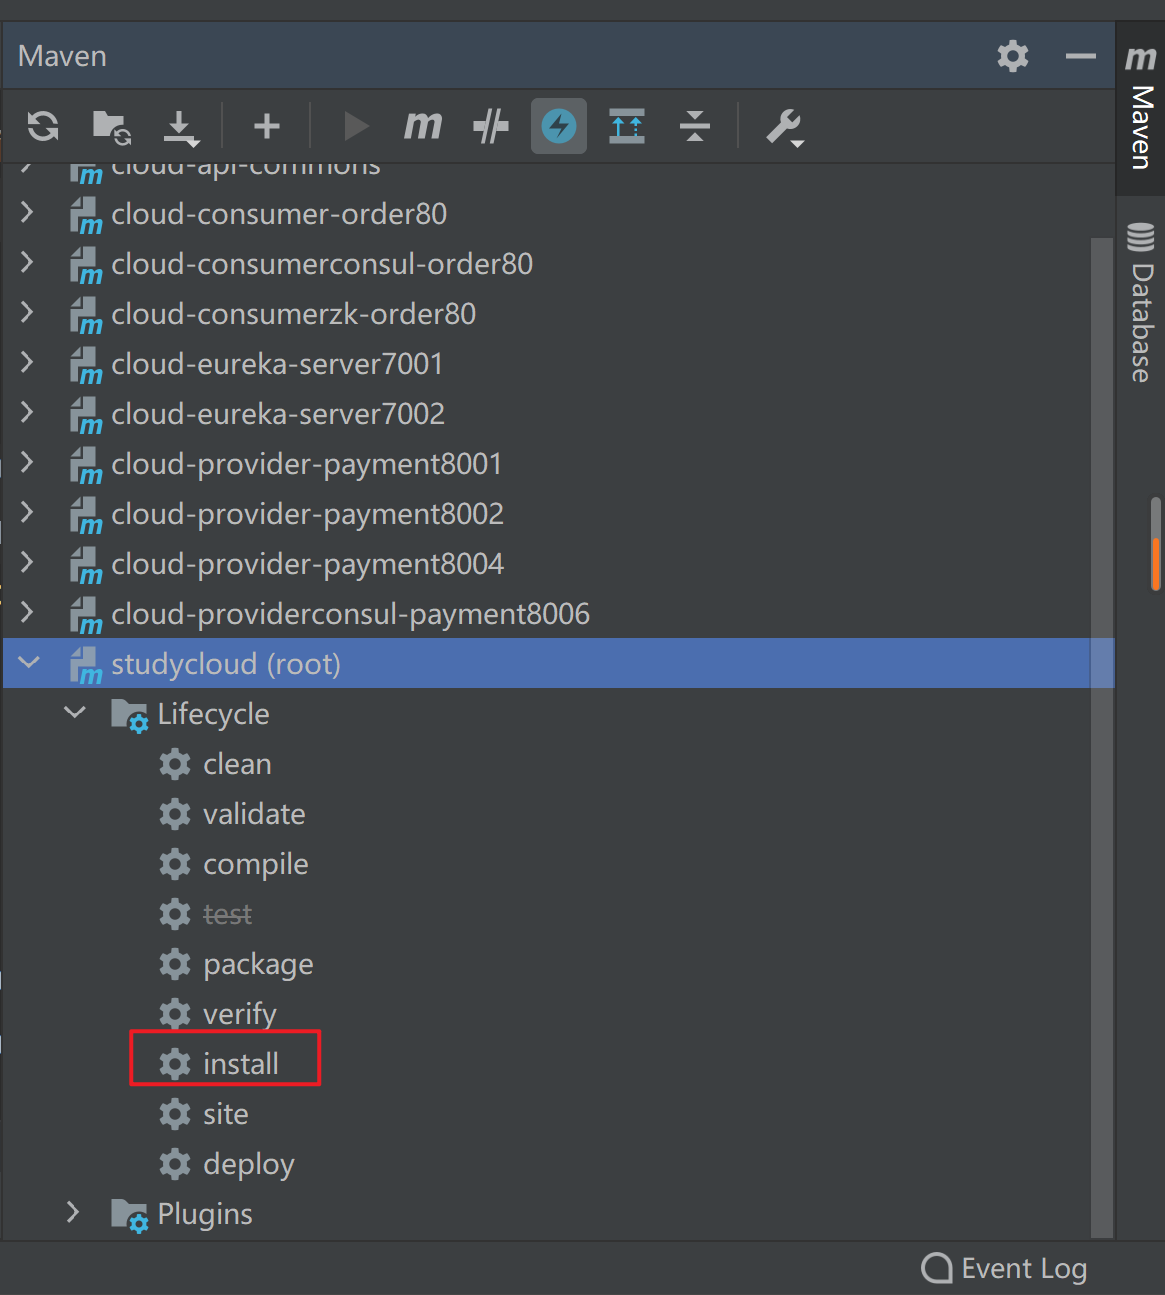 Maven
cloud-api-commons
cloud-consumer-order80
cloud-consumerconsul-order80
cloud-consumerzk-order80
cloud-eureka-server7001
cloud-eureka-server7002
cloud-provider-payment8001
cloud-provider-payment8002
cloud-provider-payment8004
cloud-providerconsul-payment8006
studycloud (root)
Lifecycle
clean
validate
compile
test
package
verify
install
site
deploy
Plugins
Maven
Database
Event Log